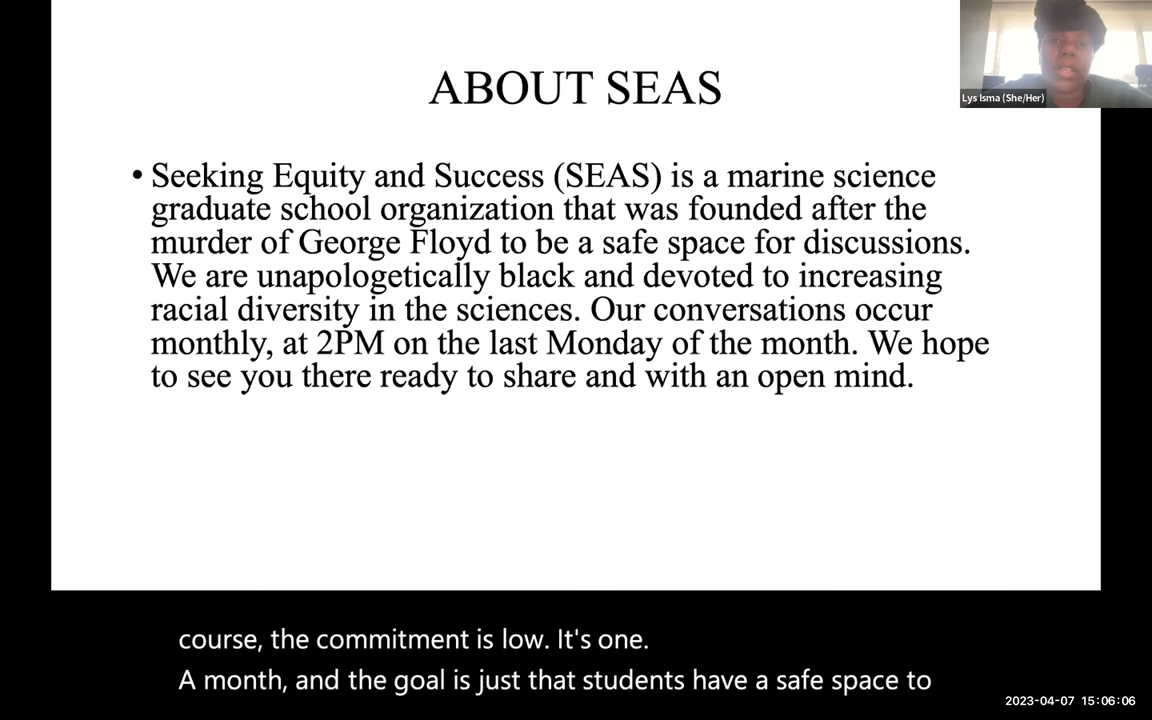 ABOUT SEAS
Lys Isma (She/Her)
• Seeking Equity and Success (SEAS) is a marine science
graduate school organization that was founded after the
murder of George Floyd to be a safe space for discussions.
We are unapologetically black and devoted to increasing
racial diversity in the sciences. Our conversations occur
monthly, at 2PM on the last Monday of the month. We hope
to see you there ready to share and with an open mind.
course, the commitment is low. It's one.
A month, and the goal is just that students have a safe space to
2023-04-07 15:06:06